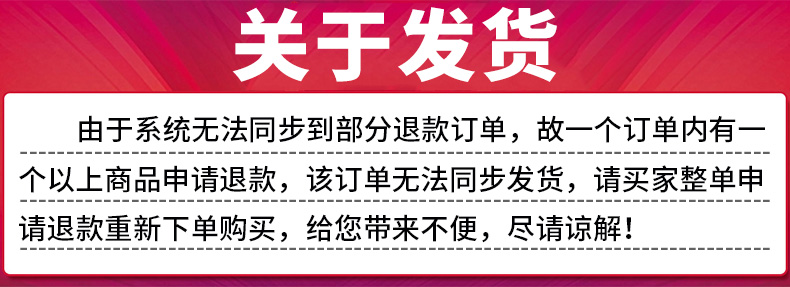 关于发货
由于系统无法同步到部分退款订单，故一个订单内有一
个以上商品申请退款，该订单无法同步发货，请买家整单申
请退款重新下单购买，给您带来不便，尽请谅解！